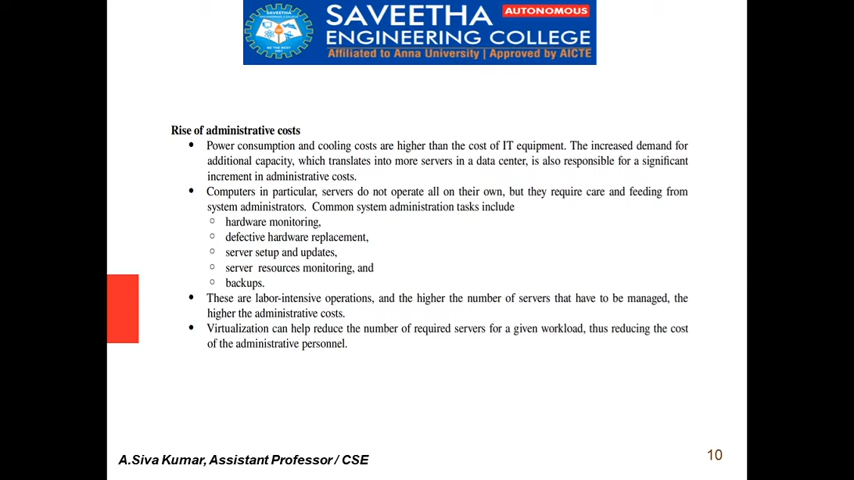 SAVEETHA
AUTONOMOUS
ENGINEERING COLLEGE
Affiliated to Anna University | Approved by AICTE
Rise of administrative costs
• Power consumption and cooling costs are higher than the cost of IT equipment. The increased demand for
additional capacity, which translates into more servers in a data center, is also responsible for a significant
increment in administrative costs.
• Computers in particular, servers do not operate all on their own, but they require care and feeding from
system administrators. Common system administration tasks include
○ hardware monitoring,
○ defective hardware replacement,
○ server setup and updates,
○ server resources monitoring, and
○ backups.
• These are labor-intensive operations, and the higher the number of servers that have to be managed, the
higher the administrative costs.
• Virtualization can help reduce the number of required servers for a given workload, thus reducing the cost
of the administrative personnel.
A.Siva Kumar, Assistant Professor / CSE
10